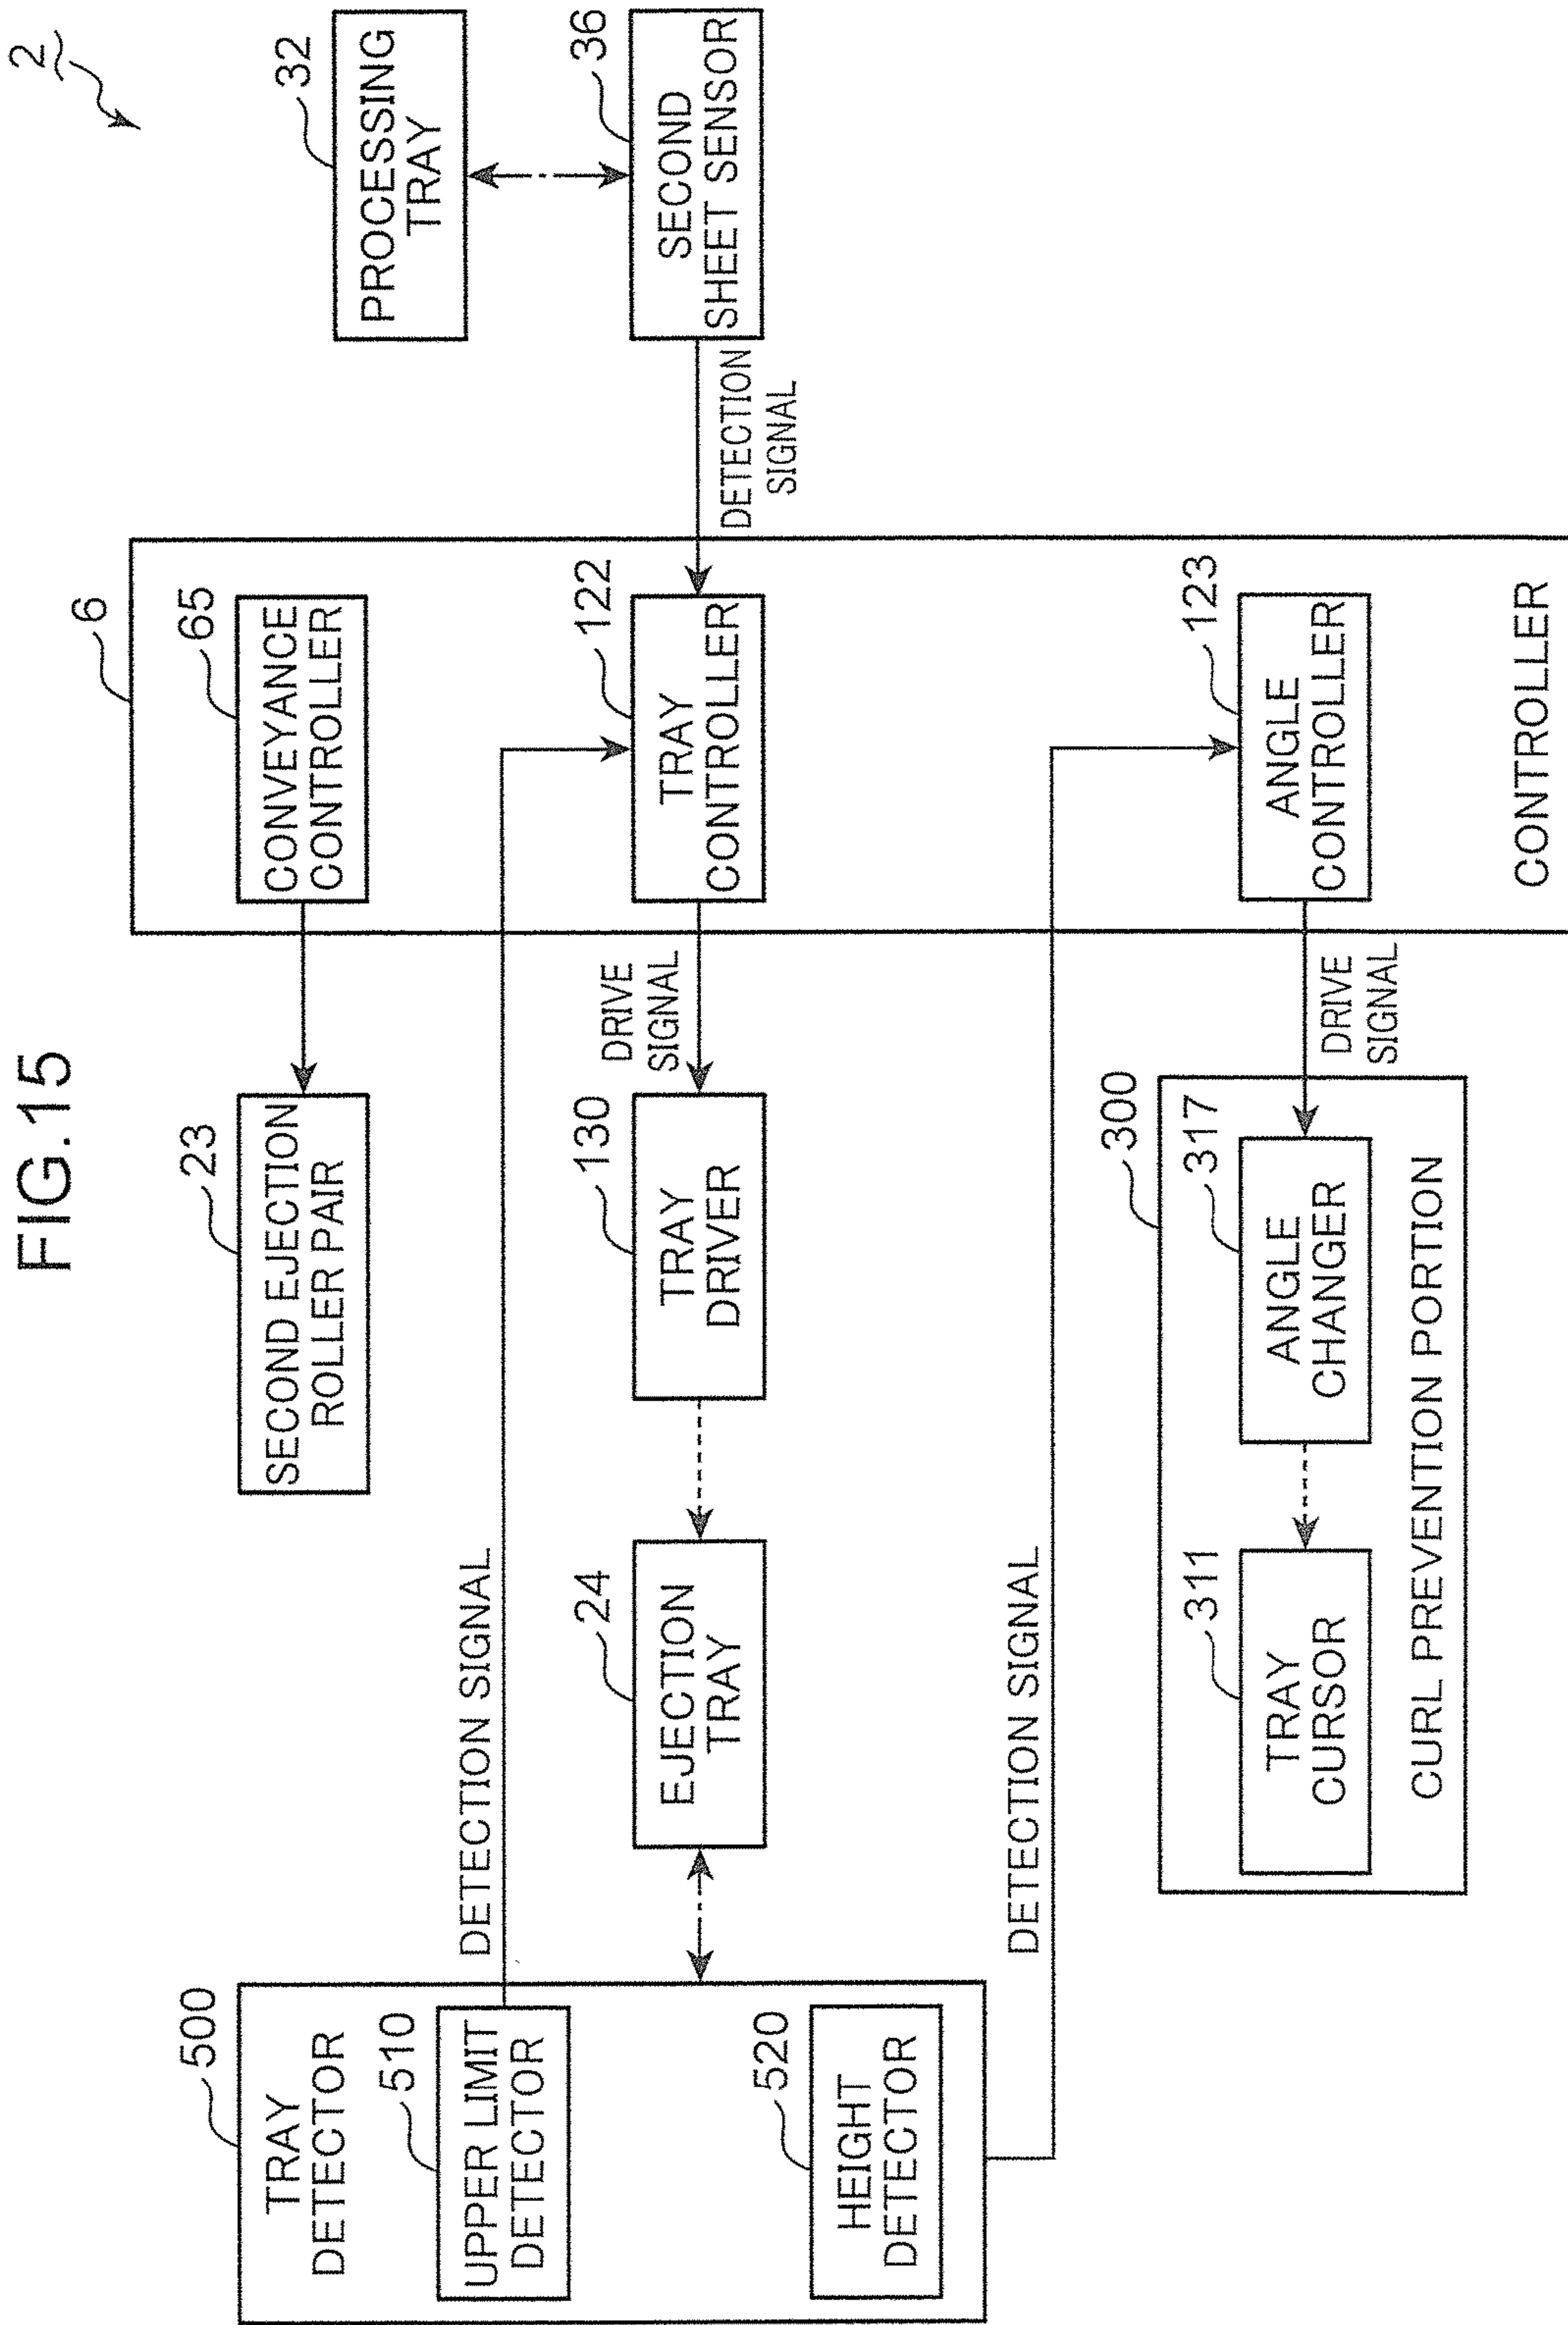 FIG.15
2
500
TRAY
DETECTOR
510
UPPER LIMIT
DETECTOR
520
HEIGHT
DETECTOR
DETECTION SIGNAL
DETECTION SIGNAL
23
SECOND EJECTION
ROLLER PAIR
24
EJECTION
TRAY
130
TRAY
DRIVER
DRIVE
SIGNAL
300
311
TRAY
CURSOR
317
ANGLE
CHANGER
CURL PREVENTION PORTION
DRIVE
SIGNAL
6
65
CONVEYANCE
CONTROLLER
122
TRAY
CONTROLLER
123
ANGLE
CONTROLLER
CONTROLLER
DETECTION
SIGNAL
32
PROCESSING
TRAY
36
SECOND
SHEET SENSOR